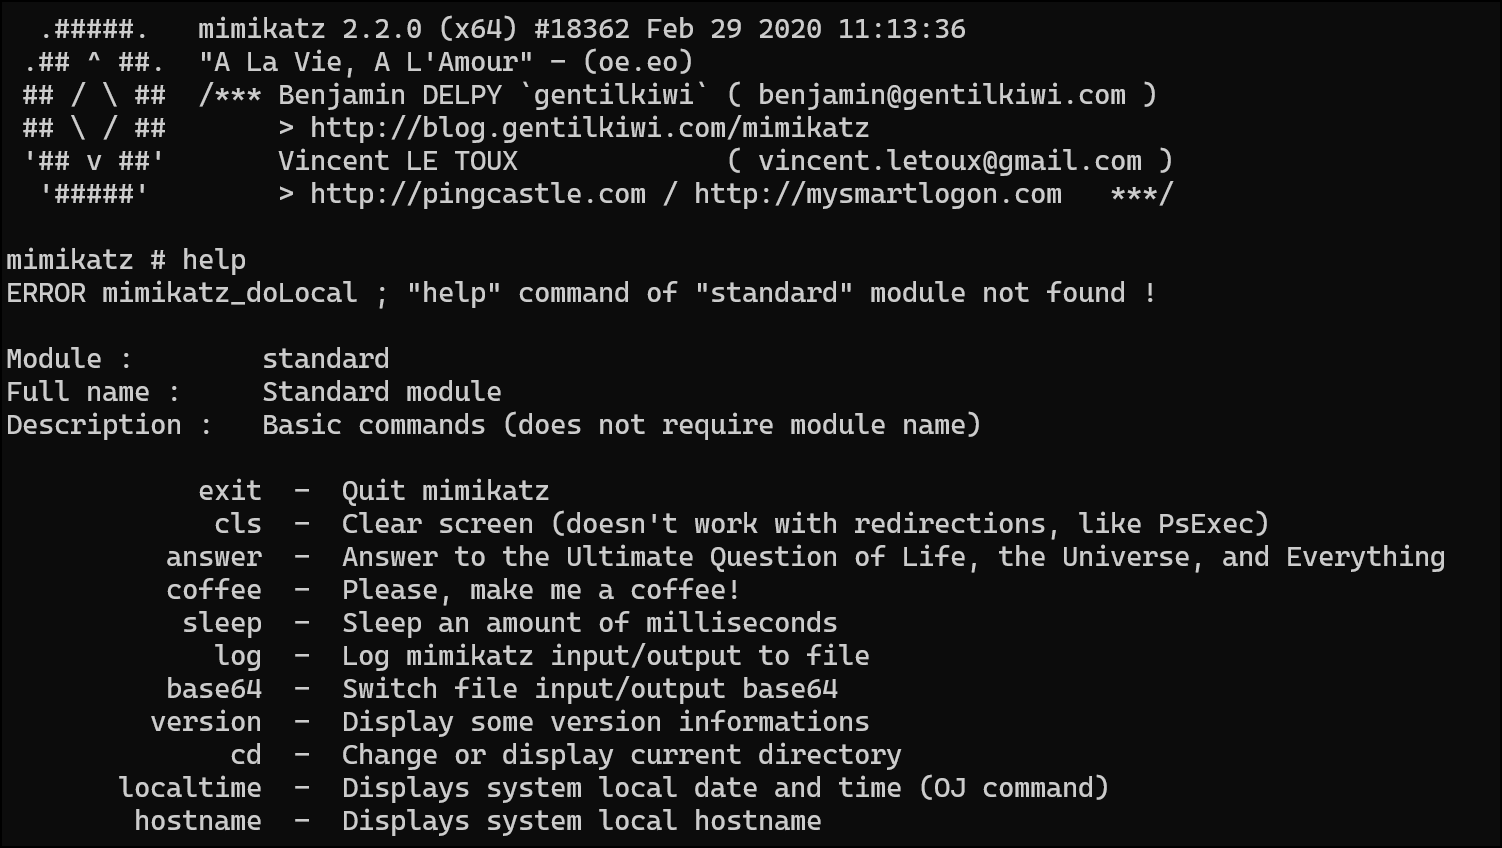 .#####.   mimikatz 2.2.0 (x64) #18362 Feb 29 2020 11:13:36
 .## ^ ##.  "A La Vie, A L'Amour" - (oe.eo)
 ## / \ ##  /*** Benjamin DELPY `gentilkiwi` ( benjamin@gentilkiwi.com )
 ## \ / ##       > http://blog.gentilkiwi.com/mimikatz
 '## v ##'       Vincent LE TOUX             ( vincent.letoux@gmail.com )
  '#####'        > http://pingcastle.com / http://mysmartlogon.com   ***/

mimikatz # help
ERROR mimikatz_doLocal ; "help" command of "standard" module not found !

Module :        standard
Full name :     Standard module
Description :   Basic commands (does not require module name)

            exit  -  Quit mimikatz
             cls  -  Clear screen (doesn't work with redirections, like PsExec)
          answer  -  Answer to the Ultimate Question of Life, the Universe, and Everything
          coffee  -  Please, make me a coffee!
           sleep  -  Sleep an amount of milliseconds
             log  -  Log mimikatz input/output to file
          base64  -  Switch file input/output base64
         version  -  Display some version informations
              cd  -  Change or display current directory
       localtime  -  Displays system local date and time (OJ command)
        hostname  -  Displays system local hostname